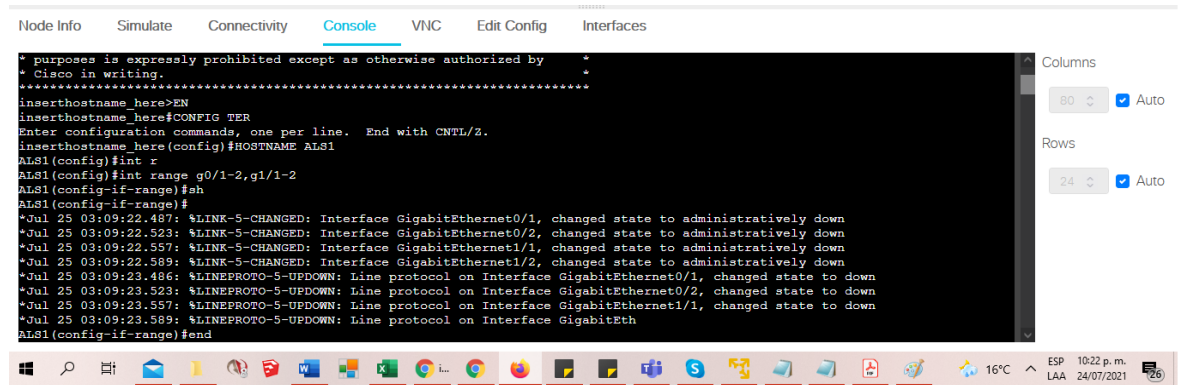 Node Info Simulate Connectivity Console VNC Edit Config Interfaces
* purposes is expressly prohibited except as otherwise authorized by *
* Cisco in writing. *
**************************************************************************
inserthostname_here>EN
inserthostname_here#CONFIG TER
Enter configuration commands, one per line. End with CNTL/Z.
inserthostname_here(config)#HOSTNAME ALS1
ALS1(config)#int r
ALS1(config)#int range g0/1-2,g1/1-2
ALS1(config-if-range)#sh
ALS1(config-if-range)#
*Jul 25 03:09:22.487: %LINK-5-CHANGED: Interface GigabitEthernet0/1, changed state to administratively down
*Jul 25 03:09:22.523: %LINK-5-CHANGED: Interface GigabitEthernet0/2, changed state to administratively down
*Jul 25 03:09:22.557: %LINK-5-CHANGED: Interface GigabitEthernet1/1, changed state to administratively down
*Jul 25 03:09:22.589: %LINK-5-CHANGED: Interface GigabitEthernet1/2, changed state to administratively down
*Jul 25 03:09:23.486: %LINEPROTO-5-UPDOWN: Line protocol on Interface GigabitEthernet0/1, changed state to down
*Jul 25 03:09:23.523: %LINEPROTO-5-UPDOWN: Line protocol on Interface GigabitEthernet0/2, changed state to down
*Jul 25 03:09:23.557: %LINEPROTO-5-UPDOWN: Line protocol on Interface GigabitEthernet1/1, changed state to down
*Jul 25 03:09:23.589: %LINEPROTO-5-UPDOWN: Line protocol on Interface GigabitEth
ALS1(config-if-range)#end
Columns
80 Auto
Rows
24 Auto
i...
16°C
ESP 10:22 p. m.
LAA 24/07/2021
26